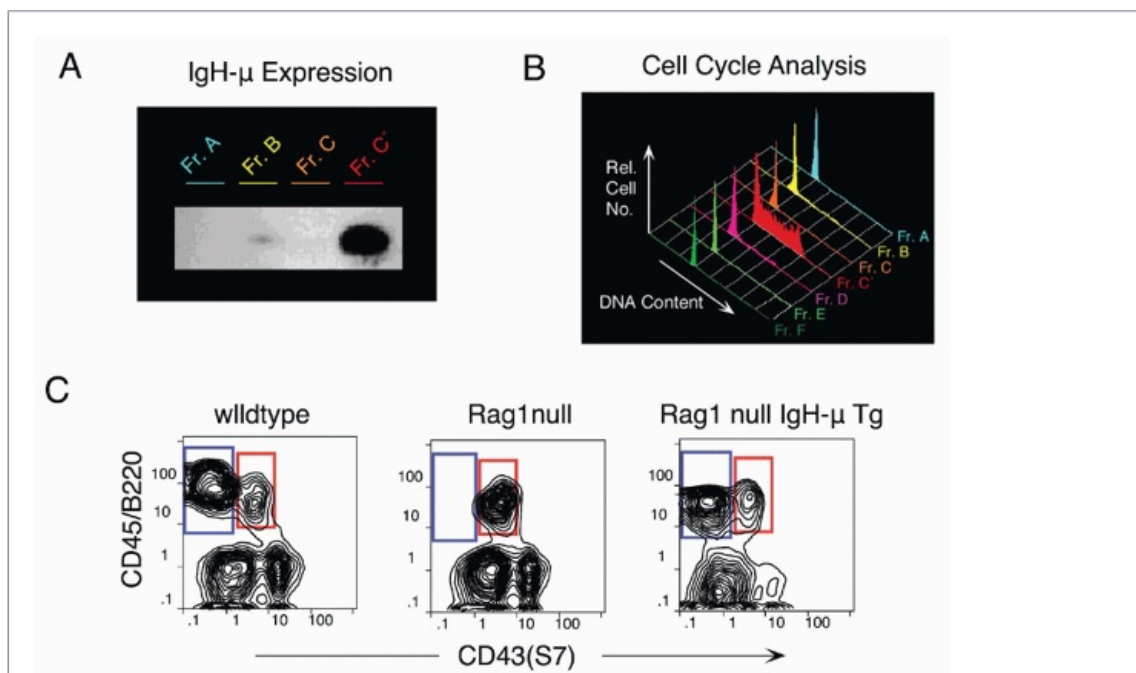 A
IgH-μ Expression
Fr. A
Fr. B
Fr. C
Fr. C'
B
Cell Cycle Analysis
Rel.
Cell
No.
DNA Content
Fr. A
Fr. B
Fr. C
Fr. C'
Fr. D
Fr. E
Fr. F
C
wIldtype
Rag1null
Rag1 null IgH-μ Tg
CD45/B220
100
10
1
.1
.1 1 10 100
100
10
1
.1
.1 1 10 100
100
10
1
.1
.1 1 10 100
CD43(S7)